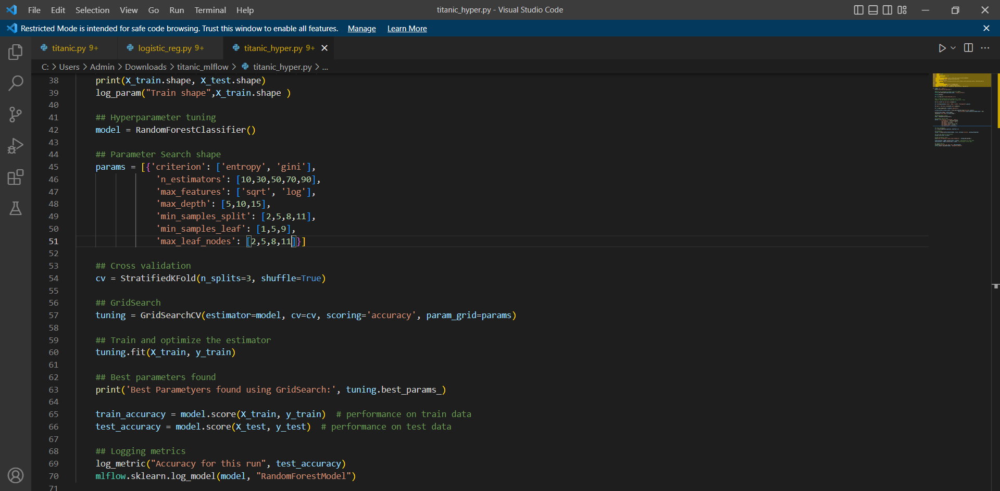 File Edit Selection View Go Run Terminal Help titanic_hyper.py - Visual Studio Code
Restricted Mode is intended for safe code browsing. Trust this window to enable all features. Manage Learn More
titanic.py 9+ logistic_reg.py 9+ titanic_hyper.py 9+
C: > Users > Admin > Downloads > titanic_mlflow > titanic_hyper.py > ...
38 print(X_train.shape, X_test.shape)
39 log_param("Train shape",X_train.shape )
40
41 ## Hyperparameter tuning
42 model = RandomForestClassifier()
43
44 ## Parameter Search shape
45 params = [{'criterion': ['entropy', 'gini'],
46 'n_estimators': [10,30,50,70,90],
47 'max_features': ['sqrt', 'log'],
48 'max_depth': [5,10,15],
49 'min_samples_split': [2,5,8,11],
50 'min_samples_leaf': [1,5,9],
51 'max_leaf_nodes': [2,5,8,11]}]
52
53 ## Cross validation
54 cv = StratifiedKFold(n_splits=3, shuffle=True)
55
56 ## GridSearch
57 tuning = GridSearchCV(estimator=model, cv=cv, scoring='accuracy', param_grid=params)
58
59 ## Train and optimize the estimator
60 tuning.fit(X_train, y_train)
61
62 ## Best parameters found
63 print('Best Parametyers found using GridSearch:', tuning.best_params_)
64
65 train_accuracy = model.score(X_train, y_train)  # performance on train data
66 test_accuracy = model.score(X_test, y_test)  # performance on test data
67
68 ## Logging metrics
69 log_metric("Accuracy for this run", test_accuracy)
70 mlflow.sklearn.log_model(model, "RandomForestModel")
71